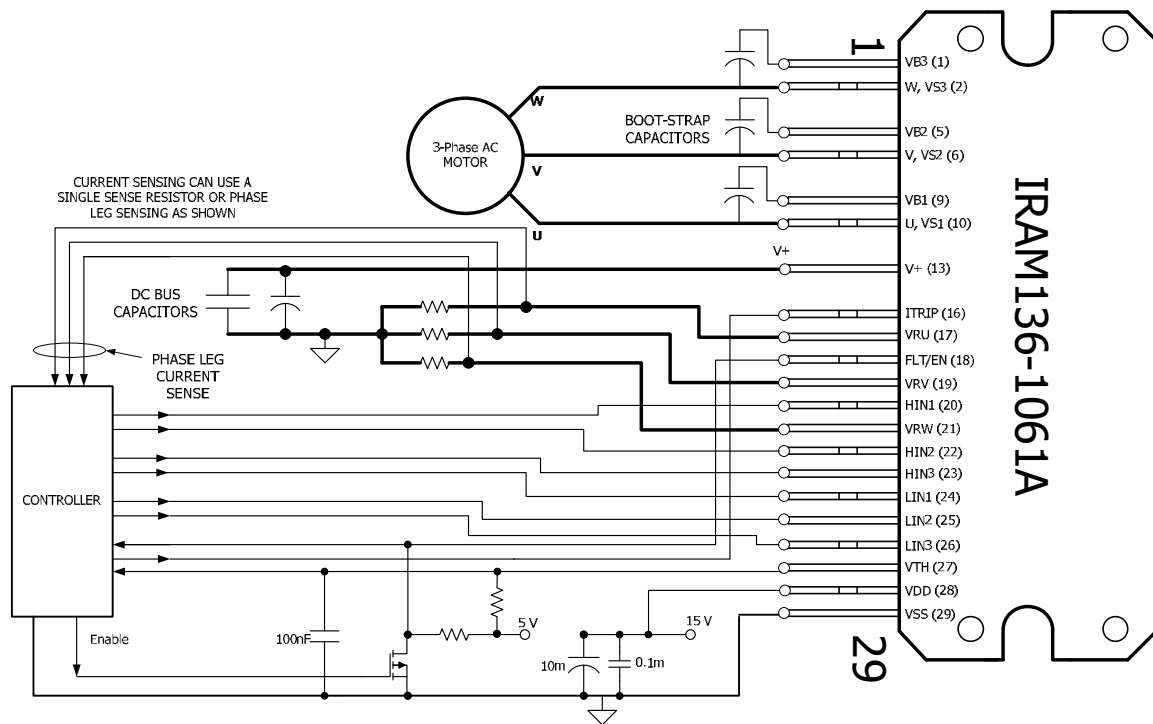 1
VB3 (1)
W, VS3 (2)
VB2 (5)
V, VS2 (6)
VB1 (9)
U, VS1 (10)
V+ (13)
ITRIP (16)
VRU (17)
FLT/EN (18)
VRV (19)
HIN1 (20)
VRW (21)
HIN2 (22)
HIN3 (23)
LIN1 (24)
LIN2 (25)
LIN3 (26)
VTH (27)
VDD (28)
VSS (29)
29
IRAM136-1061A
BOOT-STRAP
CAPACITORS
W
3-Phase AC
MOTOR
V
U
V+
CURRENT SENSING CAN USE A
SINGLE SENSE RESISTOR OR PHASE
LEG SENSING AS SHOWN
DC BUS
CAPACITORS
PHASE LEG
CURRENT
SENSE
CONTROLLER
Enable
100nF
5 V
10m
0.1m
15 V